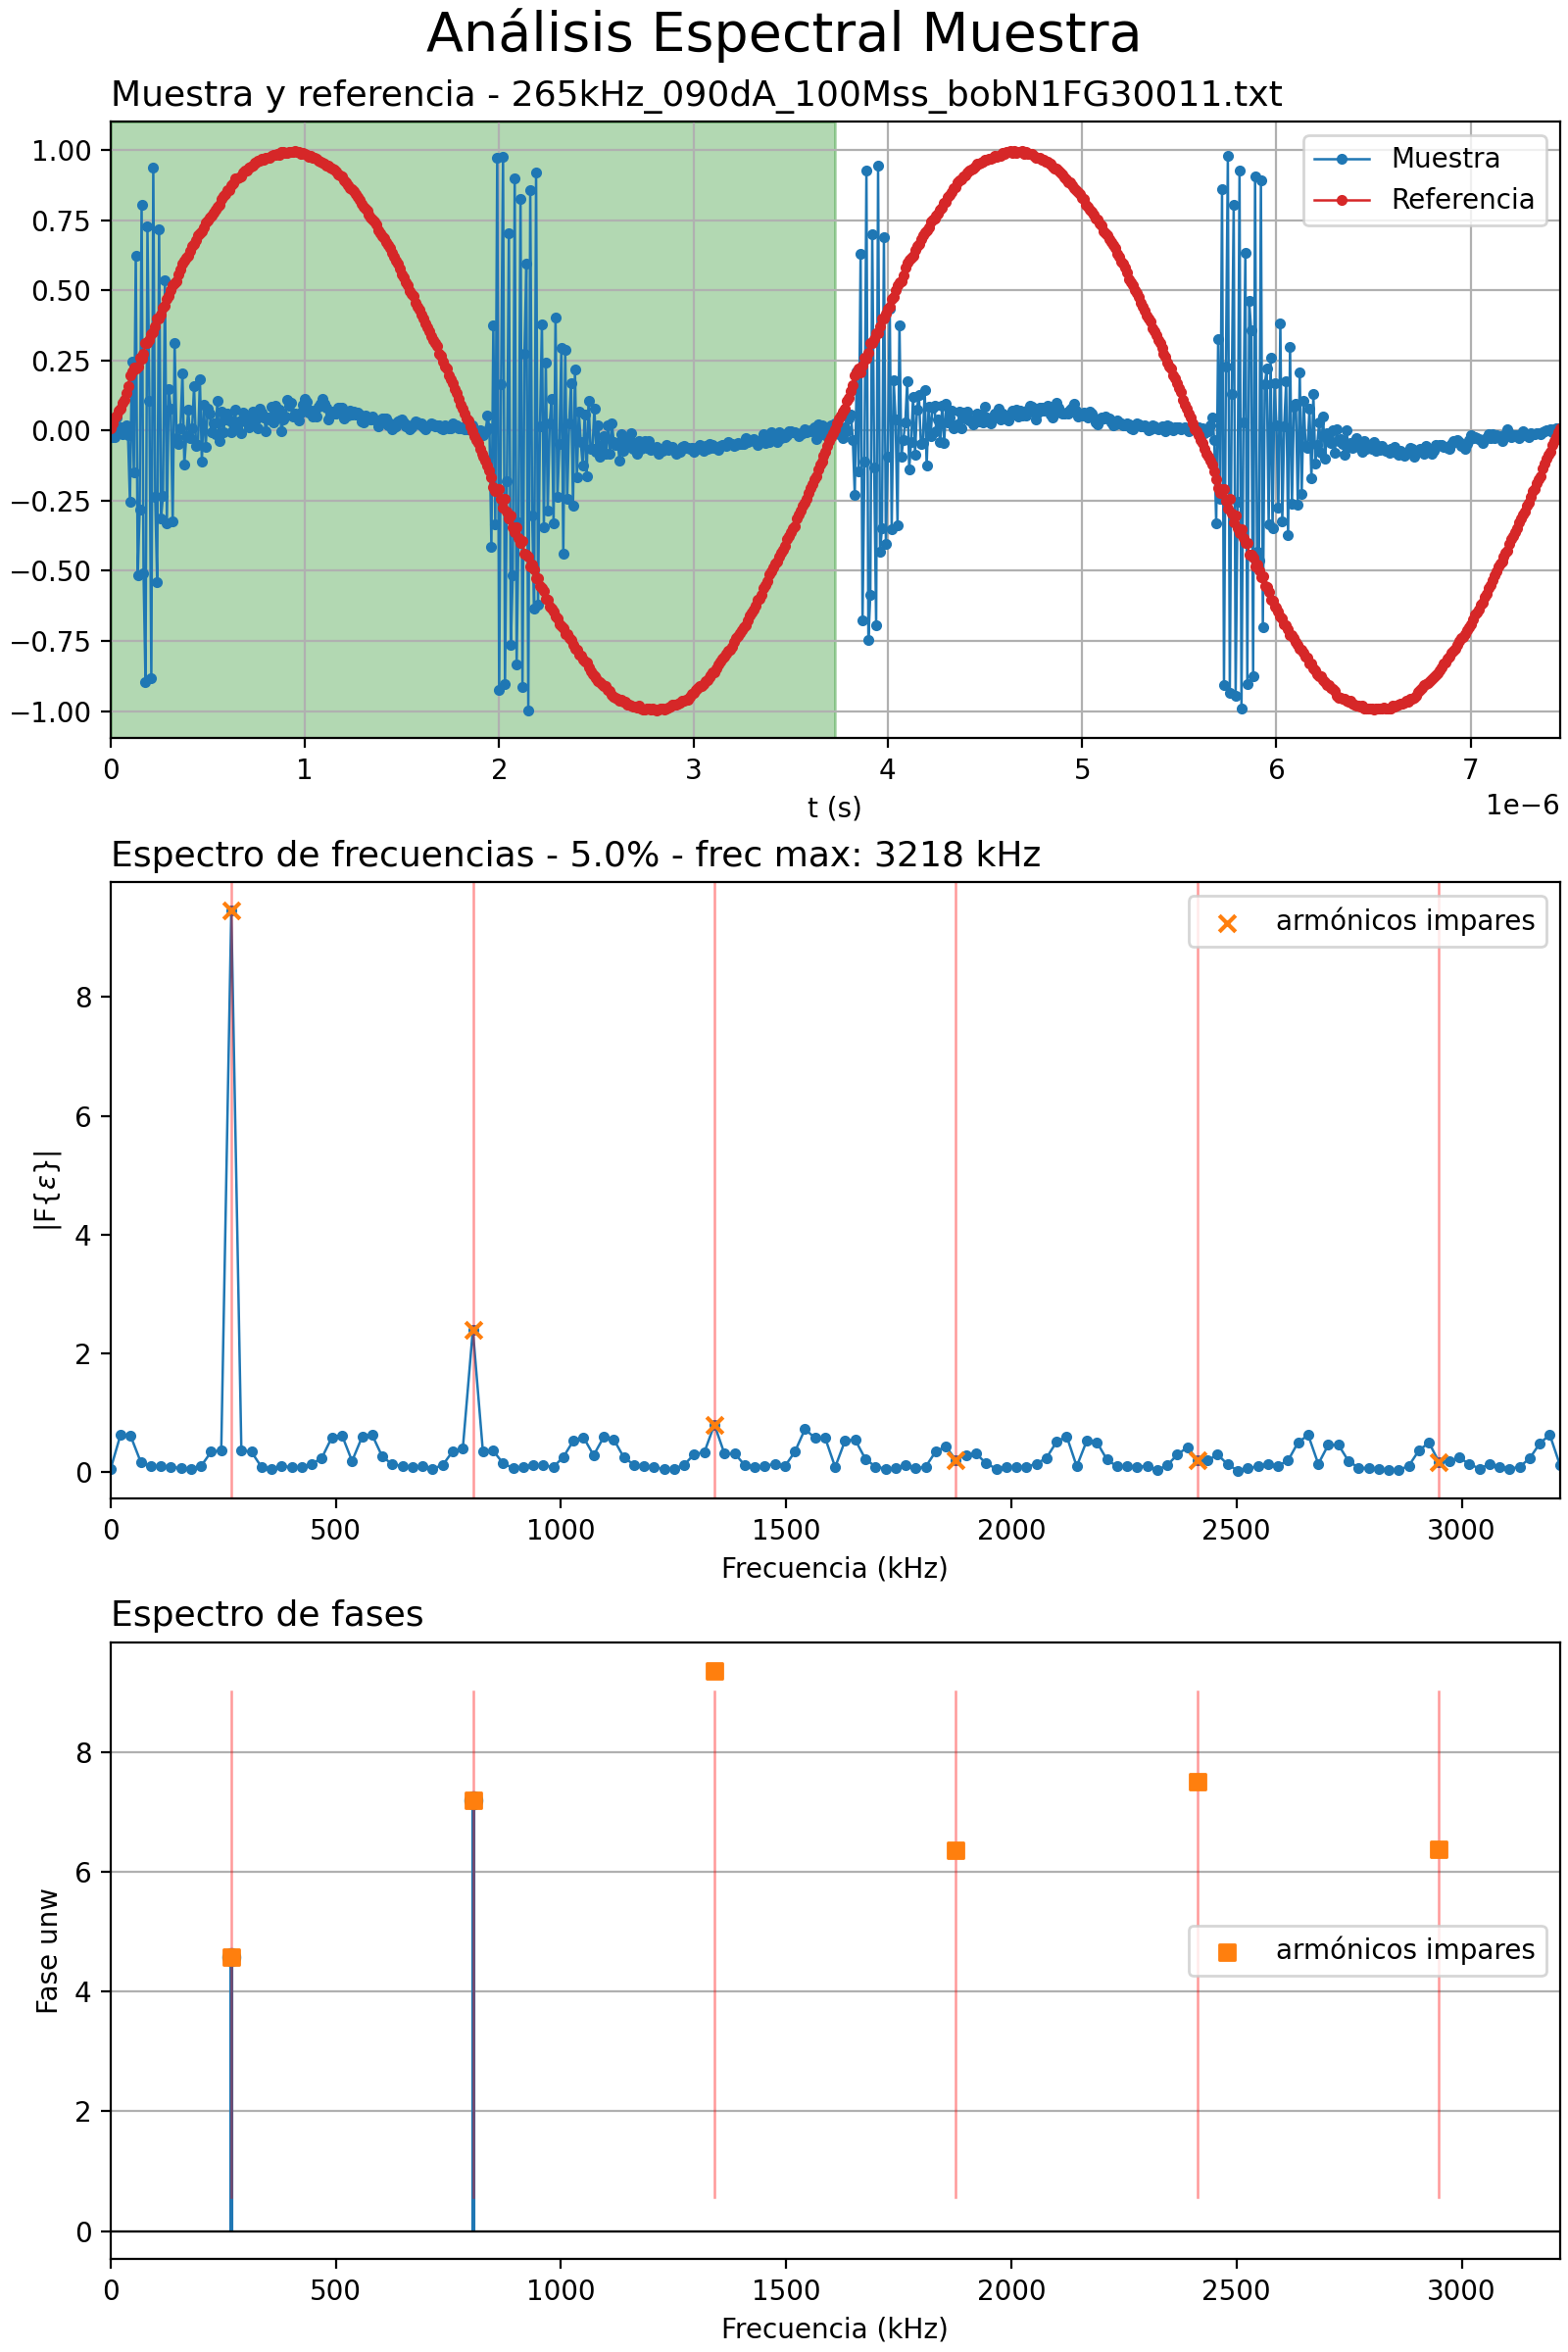 Análisis Espectral Muestra
Muestra y referencia - 265kHz_090dA_100Mss_bobN1FG30011.txt
Muestra
Referencia
1.00
0.75
0.50
0.25
0.00
−0.25
−0.50
−0.75
−1.00
0 1 2 3 4 5 6 7
t (s)
1e−6
Espectro de frecuencias - 5.0% - frec max: 3218 kHz
armónicos impares
8
6
4
2
0
|F{ε}|
0 500 1000 1500 2000 2500 3000
Frecuencia (kHz)
Espectro de fases
8
6
4
2
0
Fase unw
armónicos impares
0 500 1000 1500 2000 2500 3000
Frecuencia (kHz)